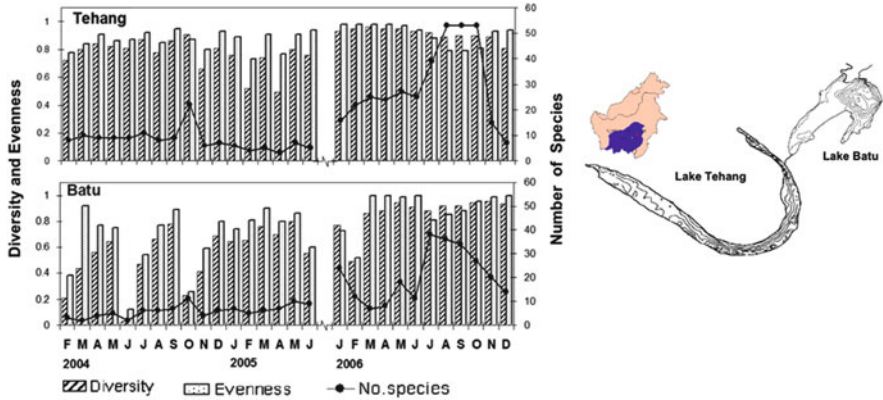 Tehang
1
0.8
0.6
0.4
0.2
0
60
50
40
30
20
10
0
Batu
1
0.8
0.6
0.4
0.2
0
60
50
40
30
20
10
0
Diversity and Evenness
Number of Species
F M A M J J A S O N D J F M A M J J F M A M J J A S O N D
2004 2005 2006
Diversity Evenness No.species
Lake Tehang
Lake Batu